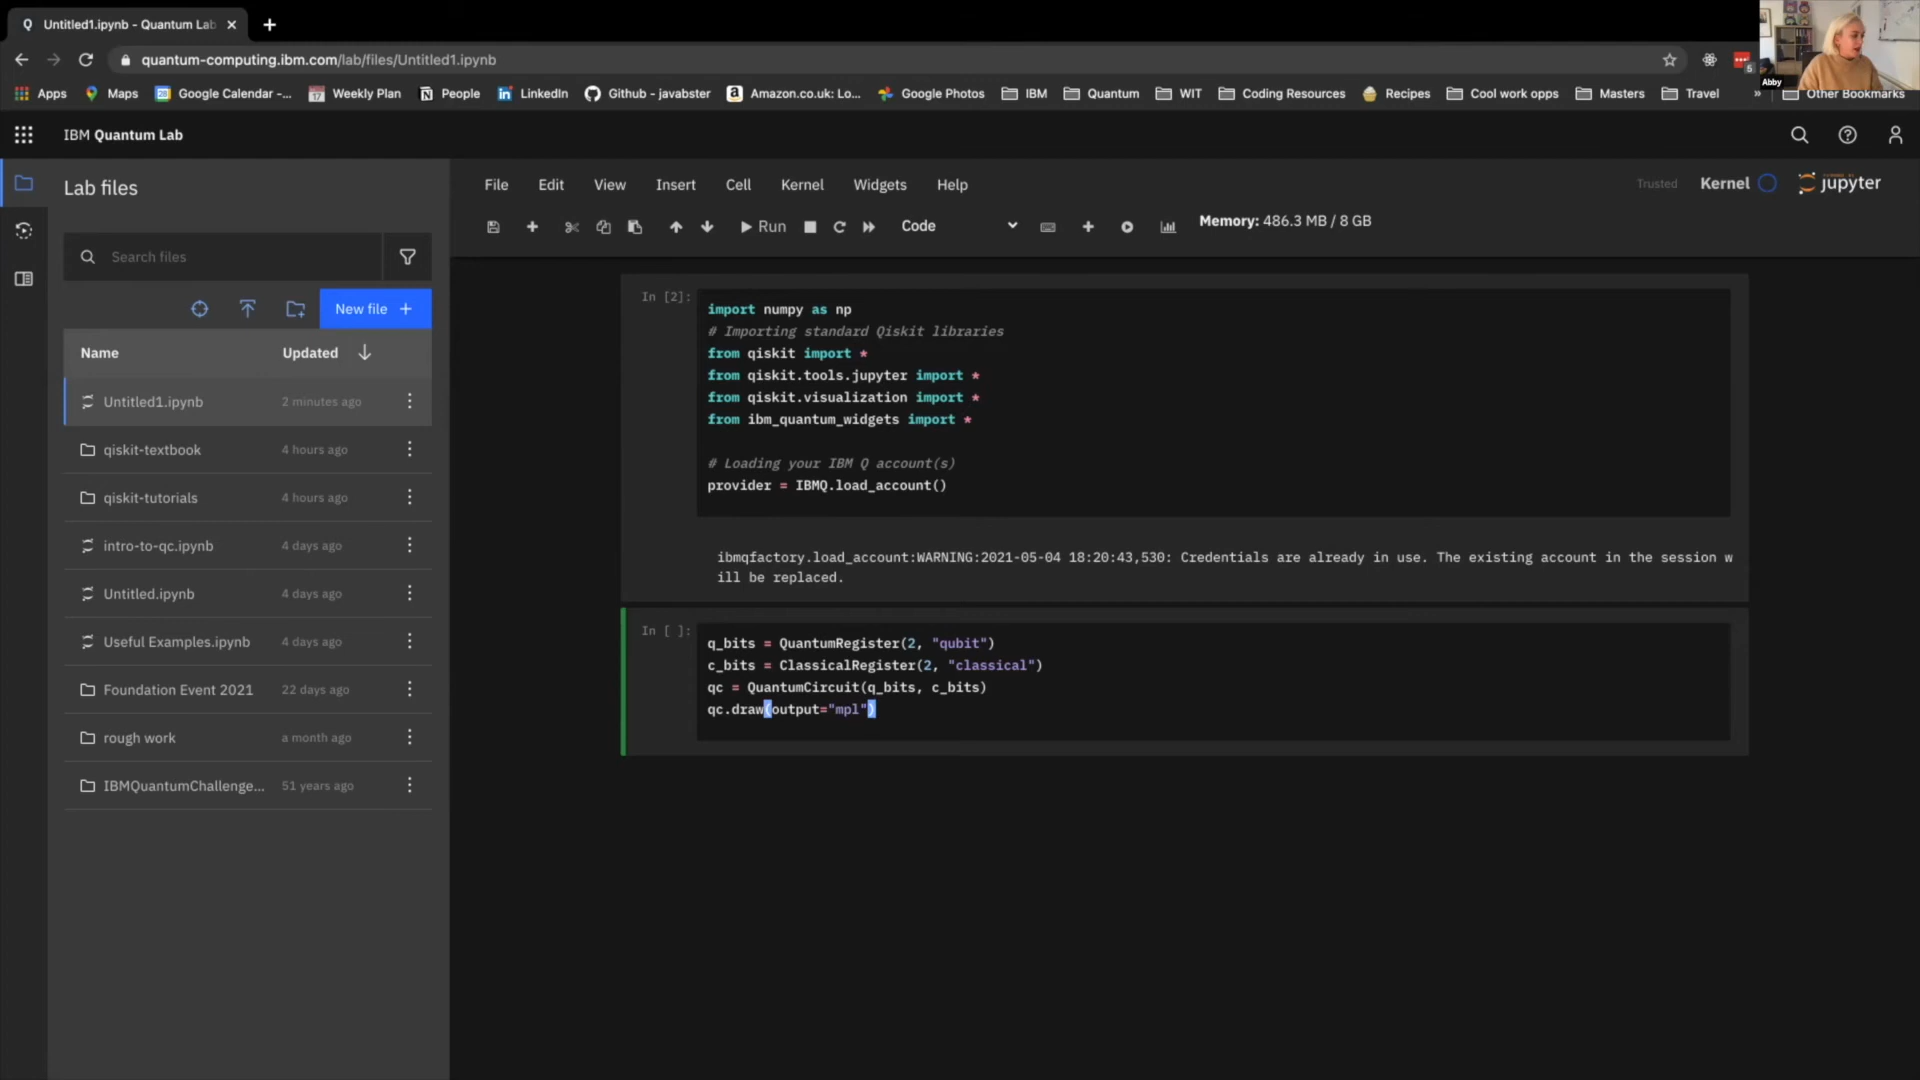 Untitled1.ipynb - Quantum Lab
quantum-computing.ibm.com/lab/files/Untitled1.ipynb
5
Apps
Maps
28
Google Calendar -...
17
Weekly Plan
People
LinkedIn
Github - javabster
Amazon.co.uk: Lo...
Google Photos
IBM
Quantum
WIT
Coding Resources
Recipes
Cool work opps
Masters
Travel
»
Other Bookmarks
Abby
IBM Quantum Lab
Lab files
File
Edit
View
Insert
Cell
Kernel
Widgets
Help
Trusted
Kernel
jupyter
Run
Code
Memory: 486.3 MB / 8 GB
Search files
New file +
Name
Updated
Untitled1.ipynb
2 minutes ago
qiskit-textbook
4 hours ago
qiskit-tutorials
4 hours ago
intro-to-qc.ipynb
4 days ago
Untitled.ipynb
4 days ago
Useful Examples.ipynb
4 days ago
Foundation Event 2021
22 days ago
rough work
a month ago
IBMQuantumChallenge...
51 years ago
In [2]:
import numpy as np
# Importing standard Qiskit libraries
from qiskit import *
from qiskit.tools.jupyter import *
from qiskit.visualization import *
from ibm_quantum_widgets import *
# Loading your IBM Q account(s)
provider = IBMQ.load_account()
ibmqfactory.load_account:WARNING:2021-05-04 18:20:43,530: Credentials are already in use. The existing account in the session w
ill be replaced.
In [ ]:
q_bits = QuantumRegister(2, "qubit")
c_bits = ClassicalRegister(2, "classical")
qc = QuantumCircuit(q_bits, c_bits)
qc.draw(output="mpl")